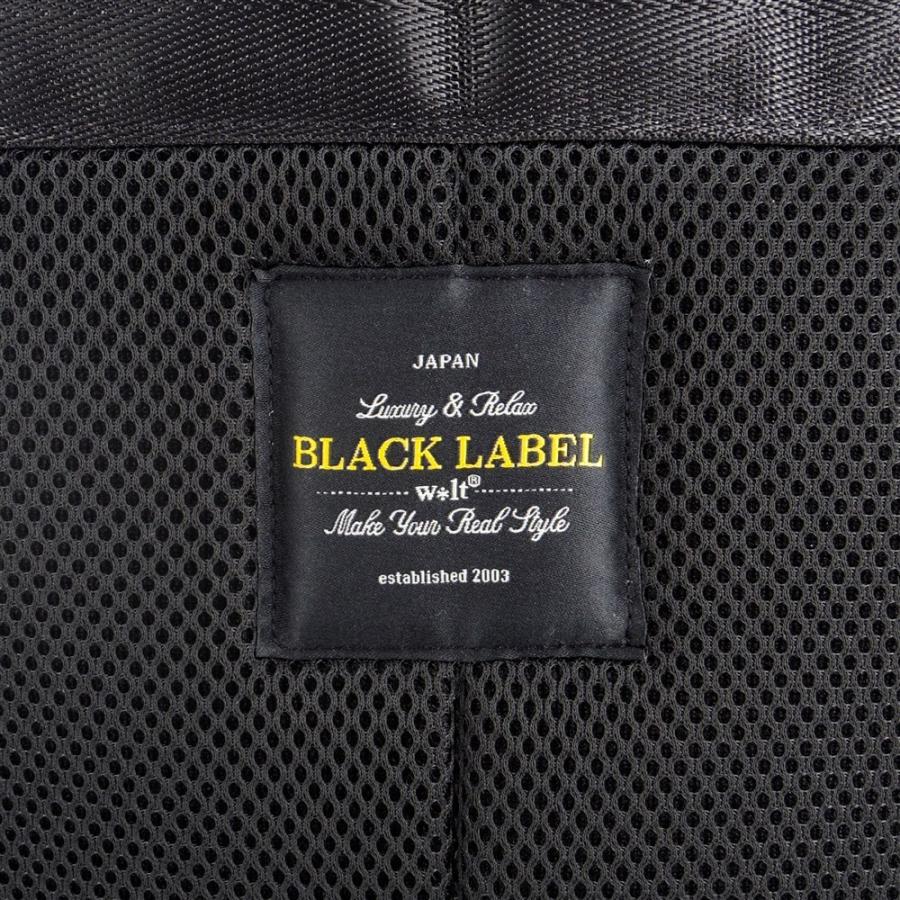 JAPAN
Luxury & Relax
BLACK LABEL
w*lt®
Make Your Real Style
established 2003